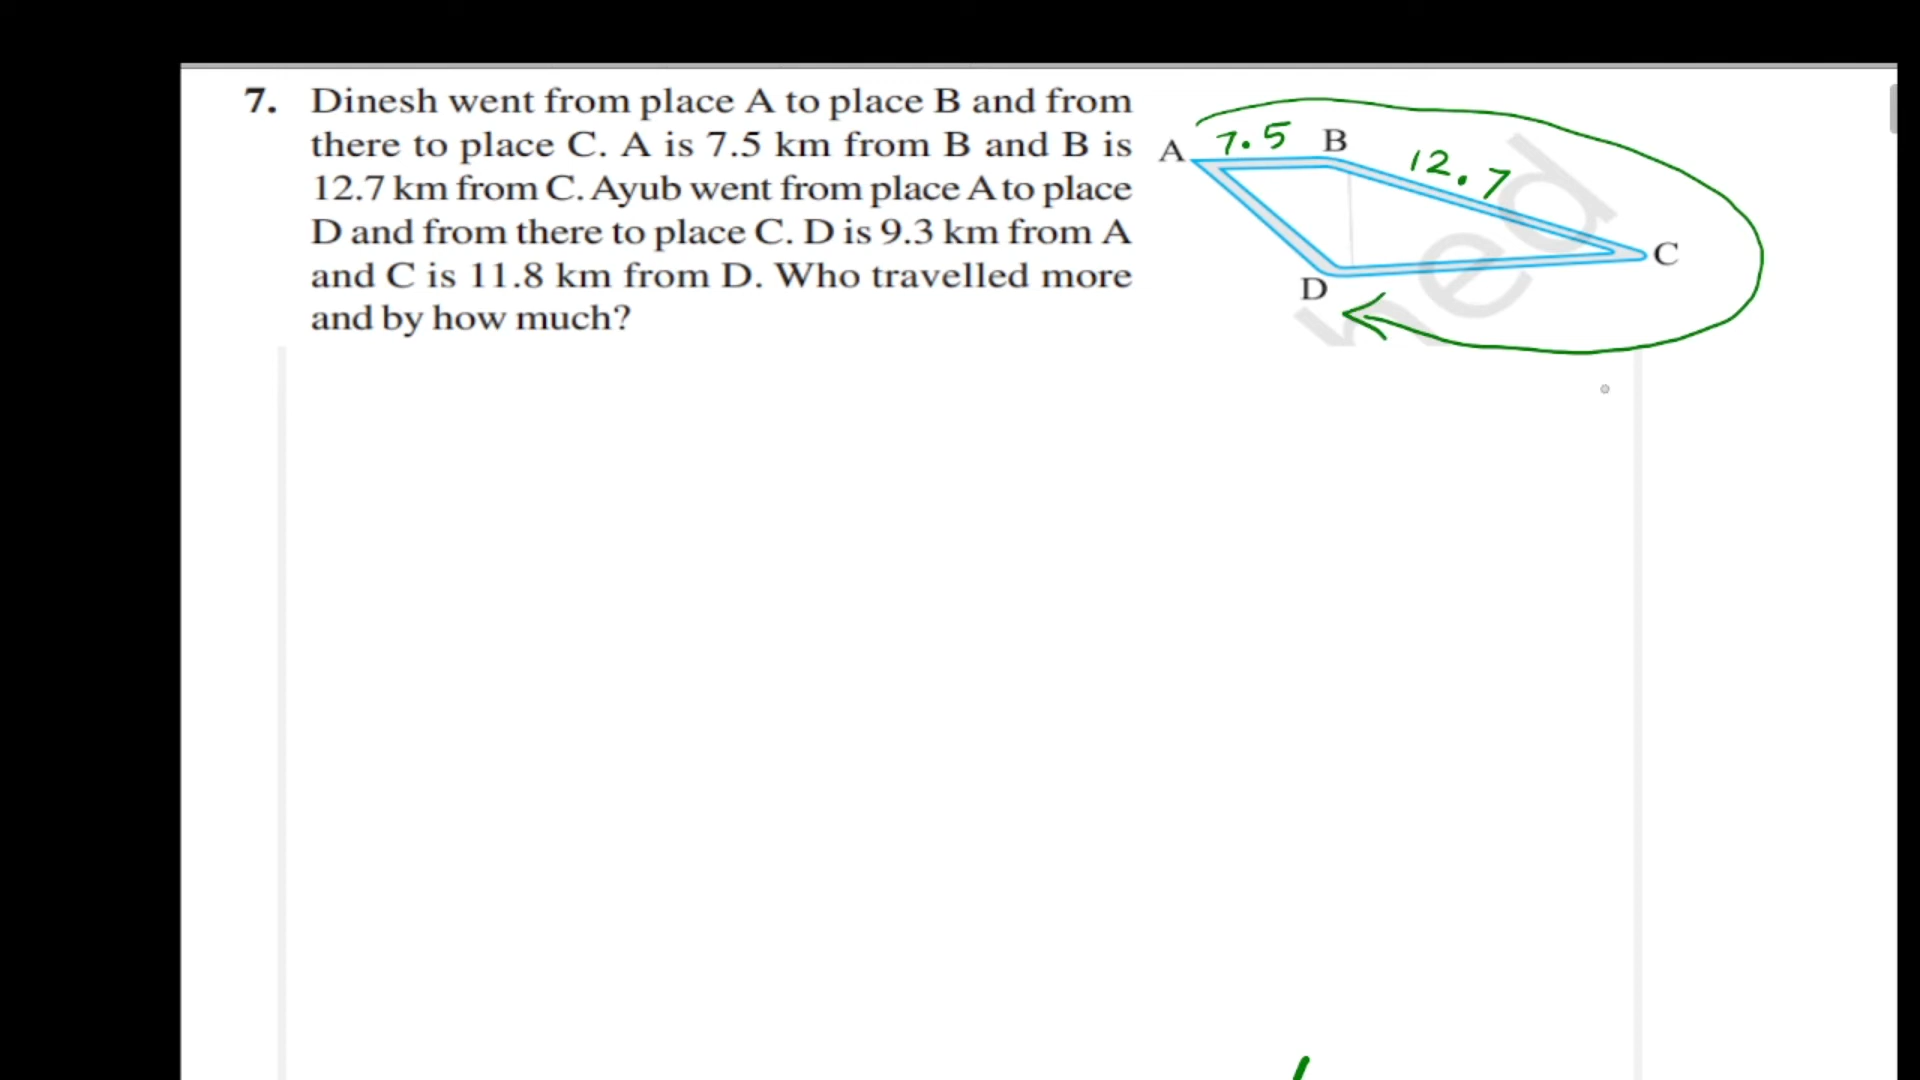 7. Dinesh went from place A to place B and from
there to place C. A is 7.5 km from B and B is
12.7 km from C. Ayub went from place A to place
D and from there to place C. D is 9.3 km from A
and C is 11.8 km from D. Who travelled more
and by how much?
A 7.5 B
12.7
C
D
hed